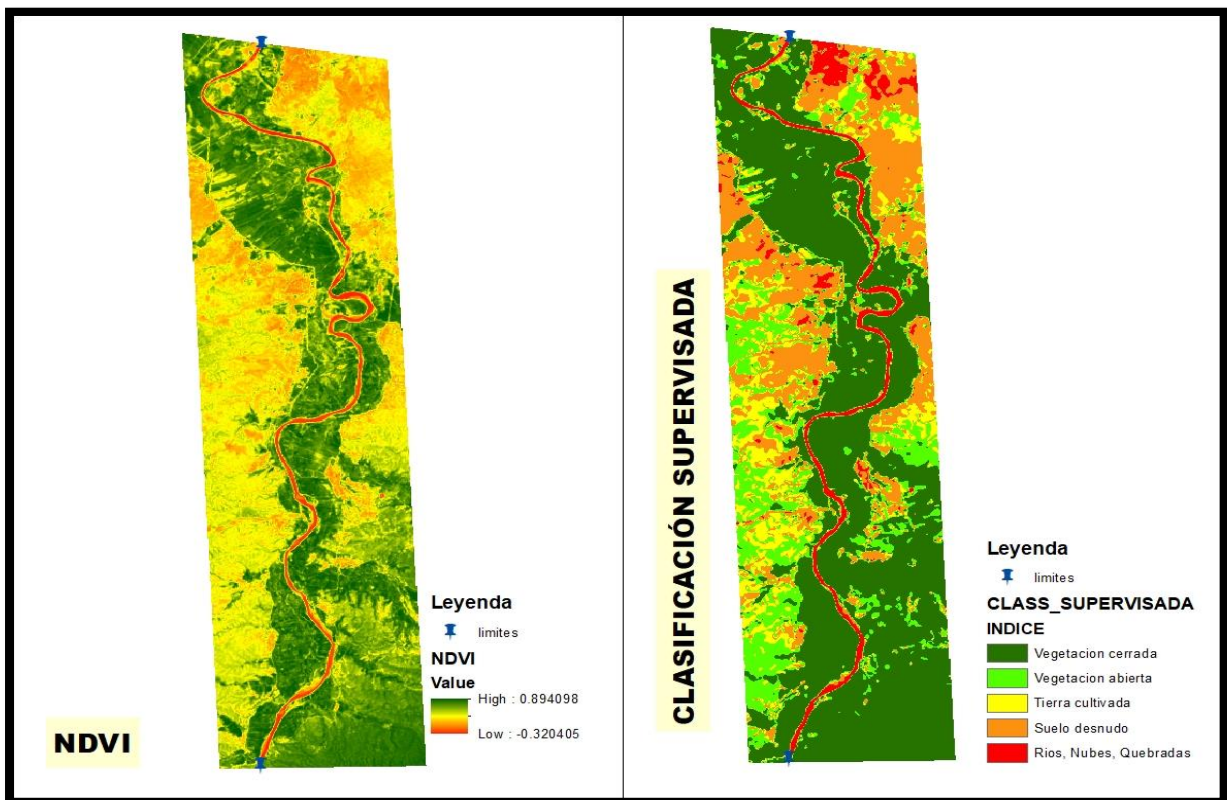 NDVI
Leyenda
limites
NDVI
Value
High : 0.894098
Low : -0.320405
CLASIFICACIÓN SUPERVISADA
Leyenda
limites
CLASS_SUPERVISADA
INDICE
Vegetacion cerrada
Vegetacion abierta
Tierra cultivada
Suelo desnudo
Rios, Nubes, Quebradas